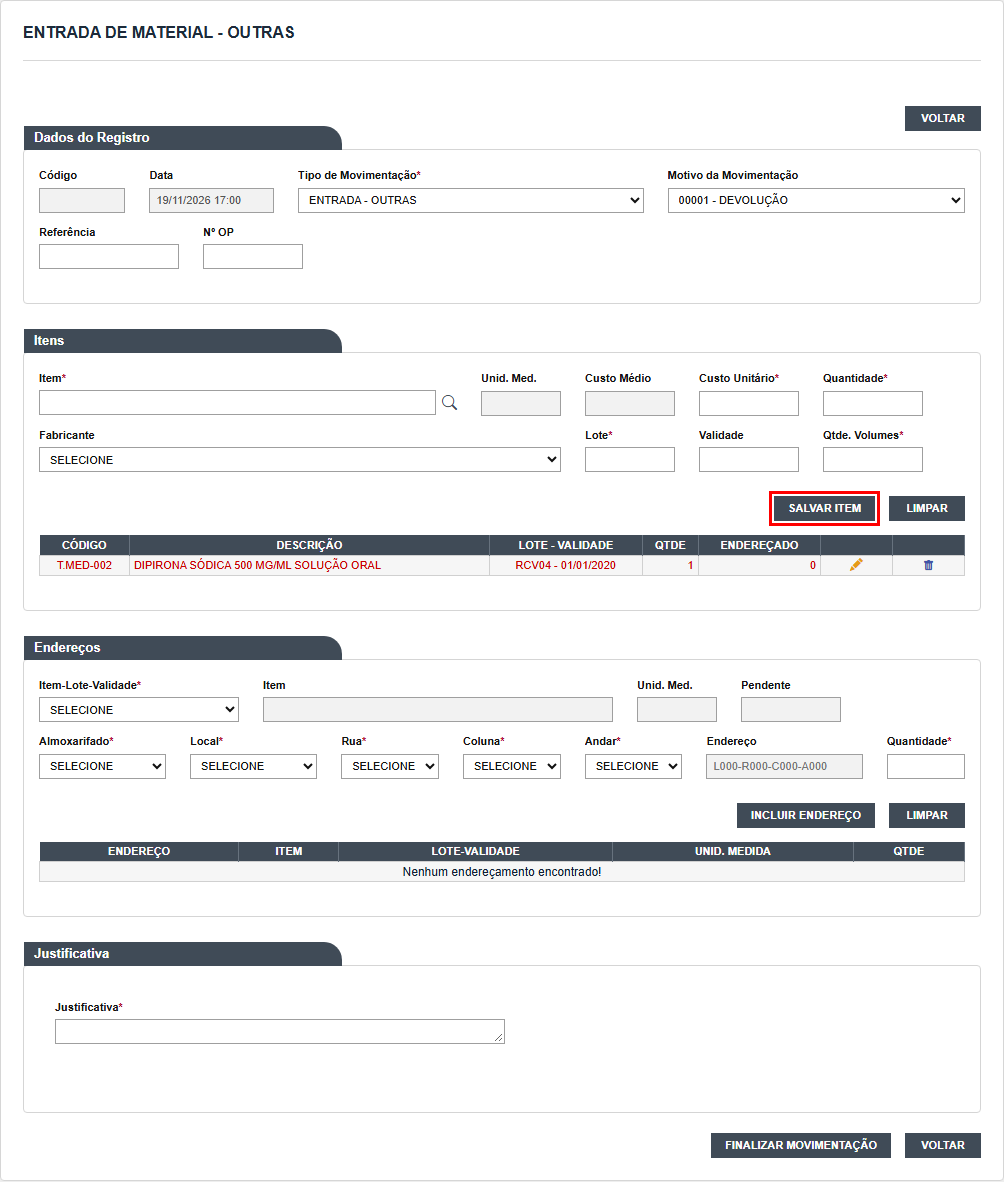 ENTRADA DE MATERIAL - OUTRAS
VOLTAR
Dados do Registro
Código Data Tipo de Movimentação* Motivo da Movimentação
19/11/2026 17:00 ENTRADA - OUTRAS 00001 - DEVOLUÇÃO
Referência Nº OP
Itens
Item* Unid. Med. Custo Médio Custo Unitário* Quantidade*
Fabricante Lote* Validade Qtde. Volumes*
SELECIONE
SALVAR ITEM LIMPAR
CÓDIGO DESCRIÇÃO LOTE - VALIDADE QTDE ENDEREÇADO
T.MED-002 DIPIRONA SÓDICA 500 MG/ML SOLUÇÃO ORAL RCV04 - 01/01/2020 1 0
Endereços
Item-Lote-Validade* Item Unid. Med. Pendente
SELECIONE
Almoxarifado* Local* Rua* Coluna* Andar* Endereço Quantidade*
SELECIONE SELECIONE SELECIONE SELECIONE SELECIONE L000-R000-C000-A000
INCLUIR ENDEREÇO LIMPAR
ENDEREÇO ITEM LOTE-VALIDADE UNID. MEDIDA QTDE
Nenhum endereçamento encontrado!
Justificativa
Justificativa*
FINALIZAR MOVIMENTAÇÃO VOLTAR